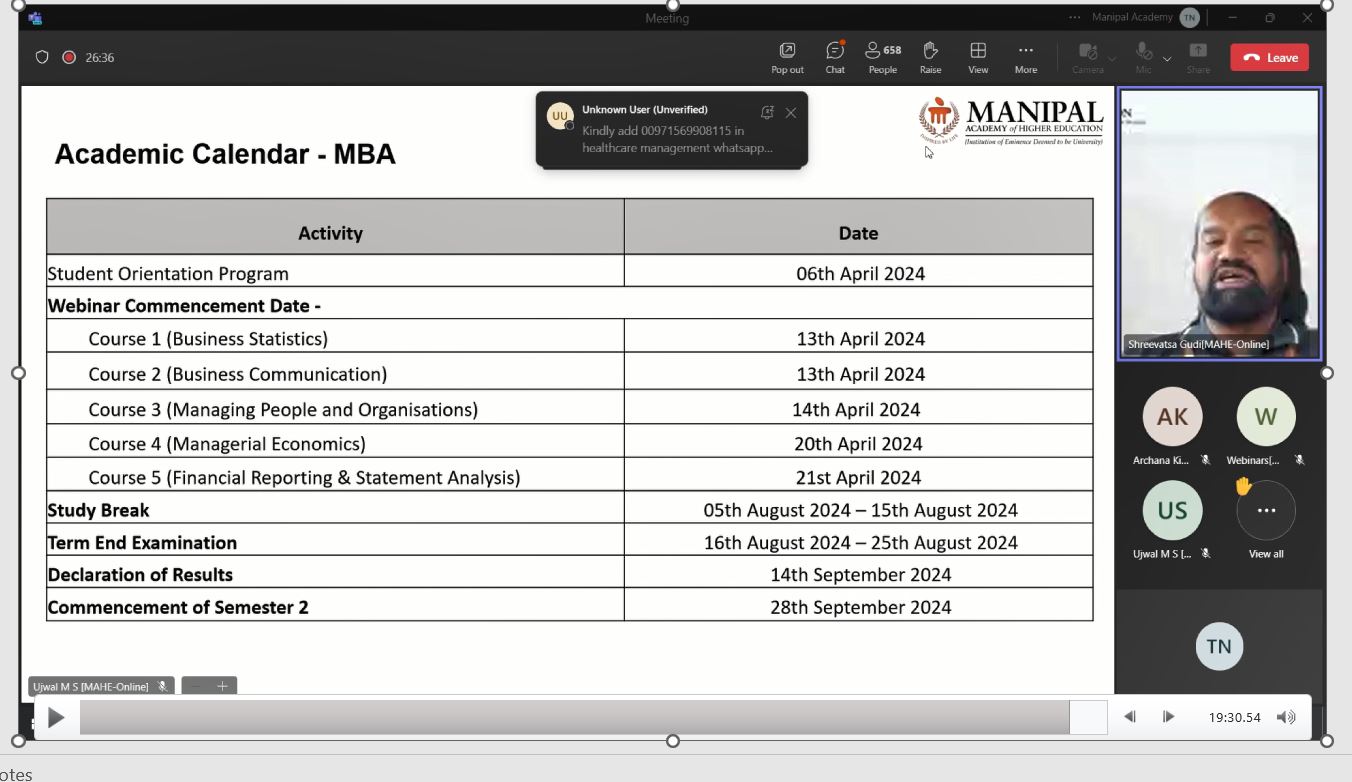 Meeting
Manipal Academy
TN
26:36
Pop out
Chat
658
People
Raise
View
More
Camera
Mic
Share
Leave
Academic Calendar - MBA
UU
Unknown User (Unverified)
Kindly add 00971569908115 in
healthcare management whatsapp...
MANIPAL
ACADEMY of HIGHER EDUCATION
(Institution of Eminence Deemed to be University)
INSPIRED BY LIFE
Activity Date
Student Orientation Program 06th April 2024
Webinar Commencement Date -
Course 1 (Business Statistics) 13th April 2024
Course 2 (Business Communication) 13th April 2024
Course 3 (Managing People and Organisations) 14th April 2024
Course 4 (Managerial Economics) 20th April 2024
Course 5 (Financial Reporting & Statement Analysis) 21st April 2024
Study Break 05th August 2024 – 15th August 2024
Term End Examination 16th August 2024 – 25th August 2024
Declaration of Results 14th September 2024
Commencement of Semester 2 28th September 2024
Shreevatsa Gudi[MAHE-Online]
AK
Archana Ki...
W
Webinars[...
US
Ujwal M S [...
View all
TN
Ujwal M S [MAHE-Online]
19:30.54
otes